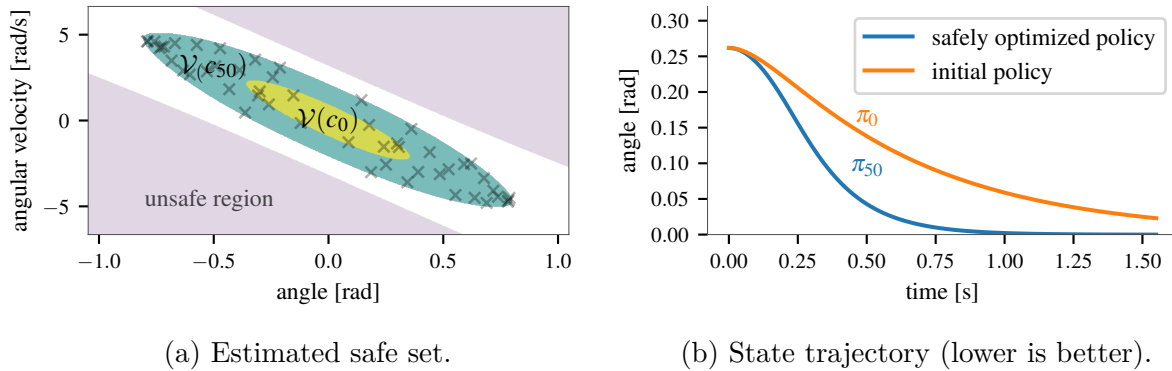 angular velocity [rad/s]
5
0
−5
𝒱(c₅₀)
𝒱(c₀)
unsafe region
−1.0 −0.5 0.0 0.5 1.0
angle [rad]
(a) Estimated safe set.
angle [rad]
0.30
0.25
0.20
0.15
0.10
0.05
0.00
safely optimized policy
initial policy
π₀
π₅₀
0.00 0.25 0.50 0.75 1.00 1.25 1.50
time [s]
(b) State trajectory (lower is better).